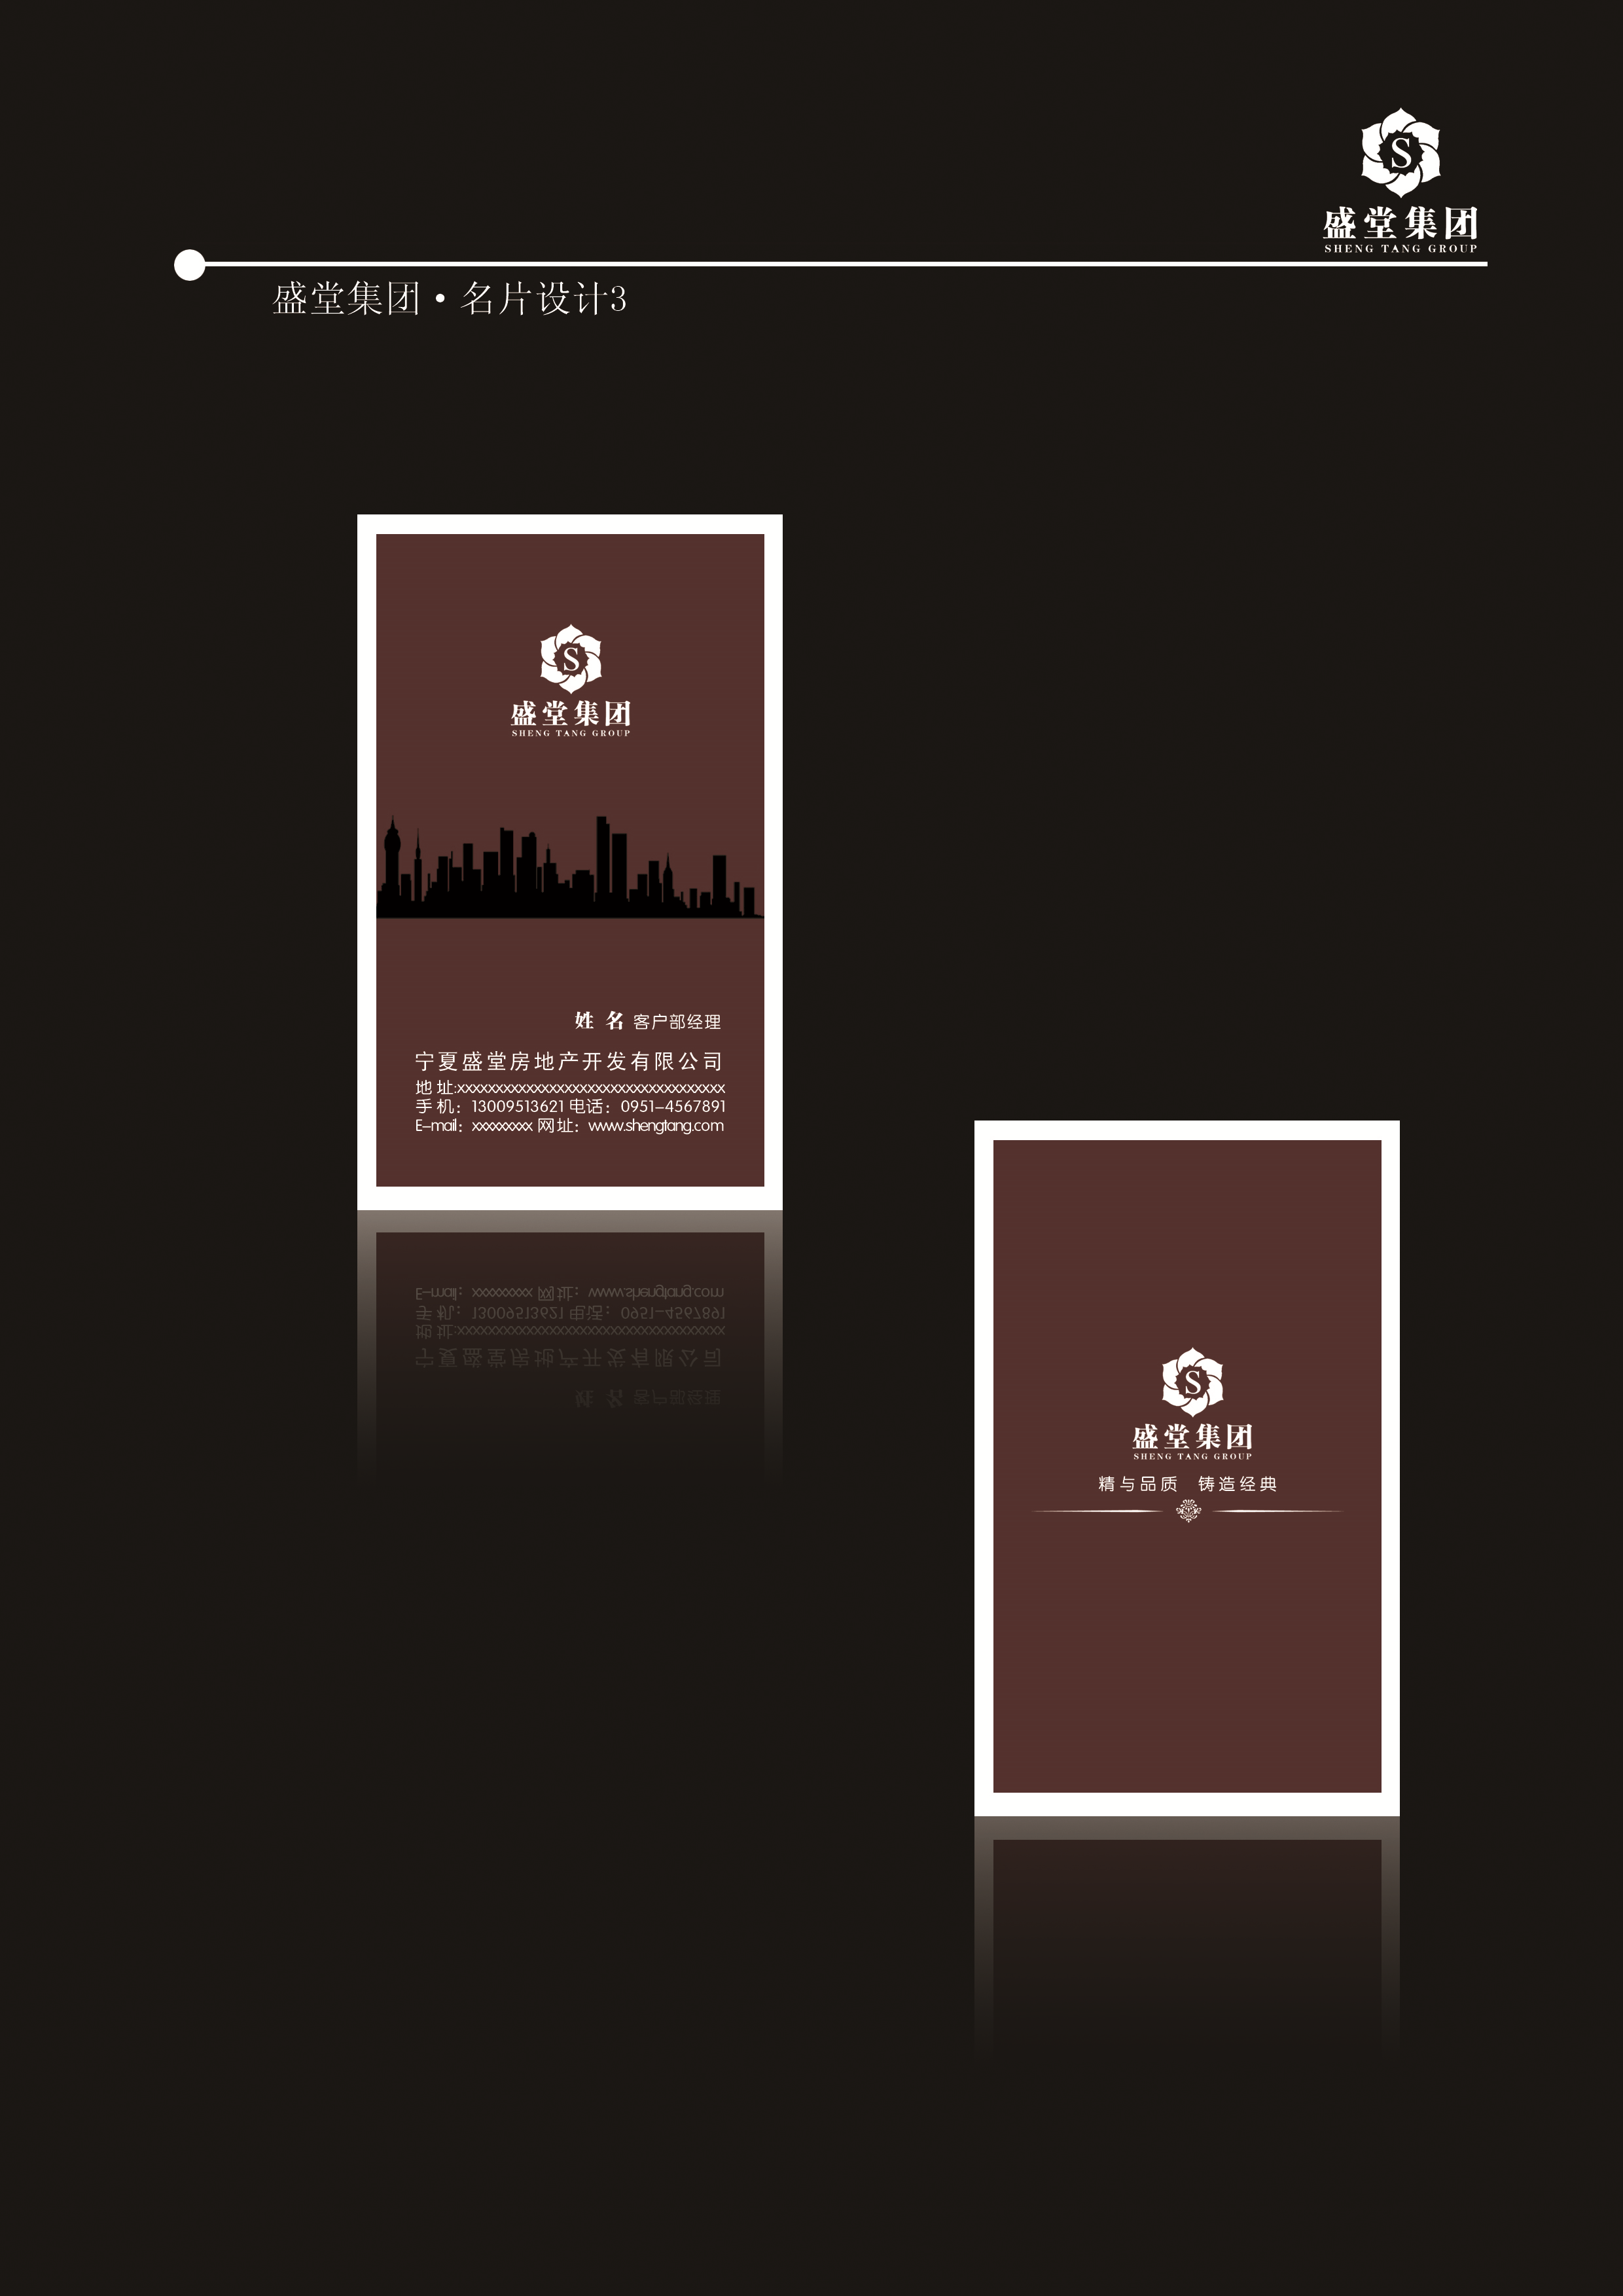 S
盛堂集团
SHENG TANG GROUP
盛堂集团·名片设计3
S
盛堂集团
SHENG TANG GROUP
姓 名 客户部经理
宁夏盛堂房地产开发有限公司
地 址:xxxxxxxxxxxxxxxxxxxxxxxxxxxxxxxxxxx
手 机：13009513621 电话：0951-4567891
E-mail：xxxxxxxxx 网址：www.shengtang.com
S
盛堂集团
SHENG TANG GROUP
精与品质 铸造经典